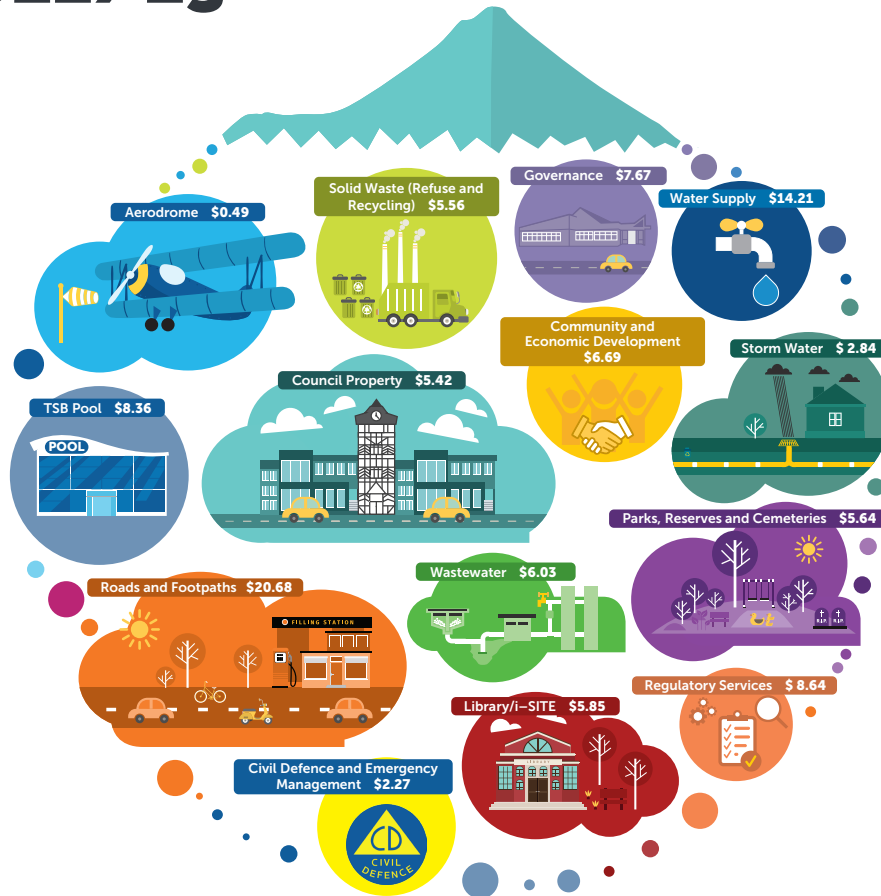 Aerodrome $0.49
Solid Waste (Refuse and
Recycling) $5.56
Governance $7.67
Water Supply $14.21
Community and
Economic Development
$6.69
Storm Water $ 2.84
Council Property $5.42
TSB Pool $8.36
POOL
Parks, Reserves and Cemeteries $5.64
Wastewater $6.03
Roads and Footpaths $20.68
FILLING STATION
Regulatory Services $ 8.64
Library/i–SITE $5.85
LIBRARY
Civil Defence and Emergency
Management $2.27
CD
CIVIL
DEFENCE